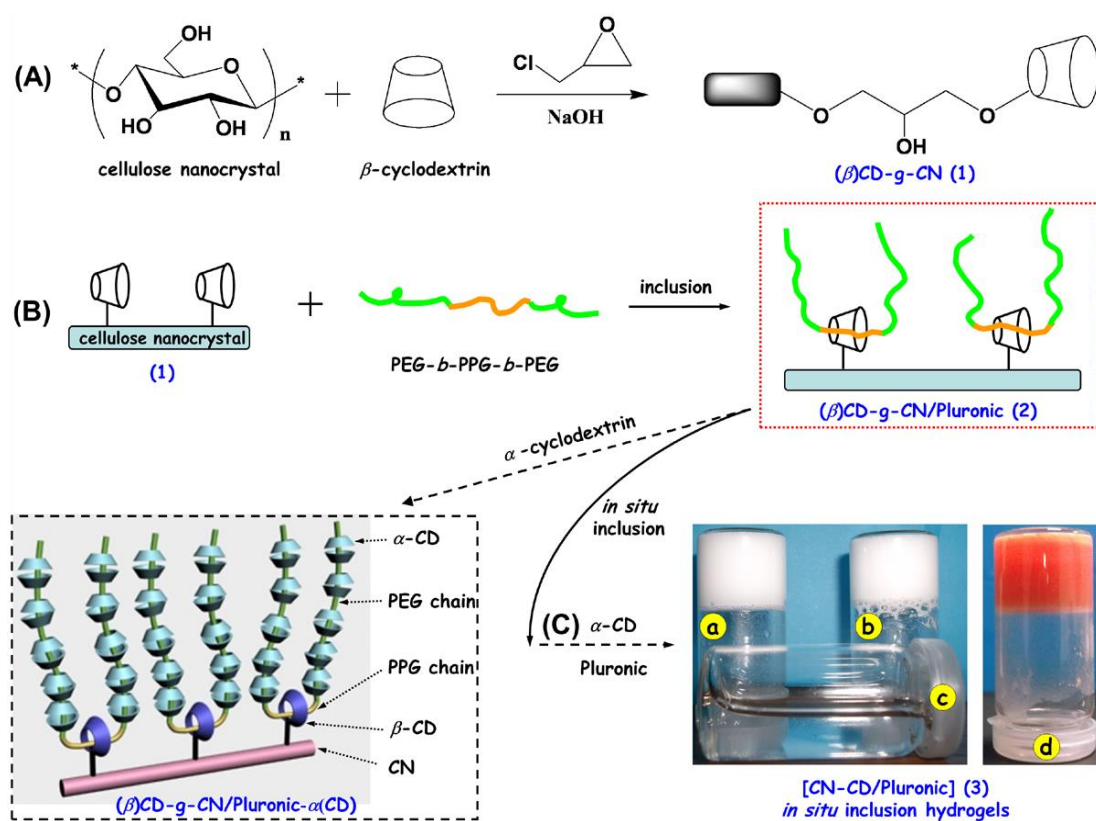 (A)
*
OH
O
O
HO
OH
n
*
+
Cl
O
NaOH
O
OH
O
cellulose nanocrystal
β-cyclodextrin
(β)CD-g-CN (1)
(B)
cellulose nanocrystal
(1)
+
PEG-b-PPG-b-PEG
inclusion
(β)CD-g-CN/Pluronic (2)
α-cyclodextrin
in situ
inclusion
(C) α-CD
Pluronic
α-CD
PEG chain
PPG chain
β-CD
CN
(β)CD-g-CN/Pluronic-α(CD)
a
b
c
d
[CN-CD/Pluronic] (3)
in situ inclusion hydrogels